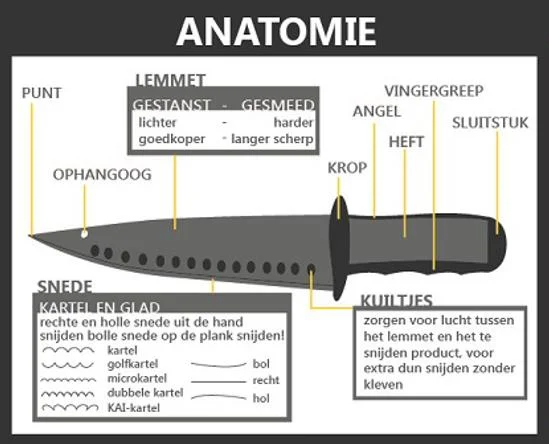 ANATOMIE
PUNT
LEMMET
GESTANST - GESMEED
lichter - harder
goedkoper - langer scherp
VINGERGREEP
ANGEL
SLUITSTUK
HEFT
KROP
OPHANGOOG
SNEDE
KARTEL EN GLAD
rechte en holle snede uit de hand
snijden bolle snede op de plank snijden!
kartel
golfkartel
microkartel
dubbele kartel
KAI-kartel
bol
recht
hol
KUILTJES
zorgen voor lucht tussen
het lemmet en het te
snijden product, voor
extra dun snijden zonder
kleven